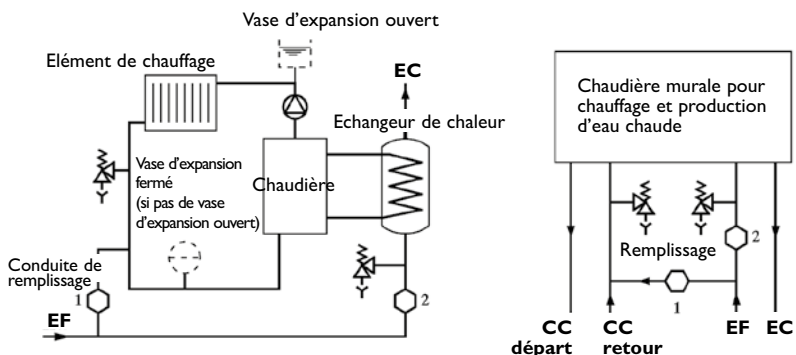 Vase d'expansion ouvert
Elément de chauffage
EC
Echangeur de chaleur
Vase d'expansion
fermé
(si pas de vase
d'expansion ouvert)
Chaudière
Conduite de
remplissage
1
2
EF
Chaudière murale pour
chauffage et production
d'eau chaude
Remplissage
2
1
CC
départ
CC
retour
EF
EC